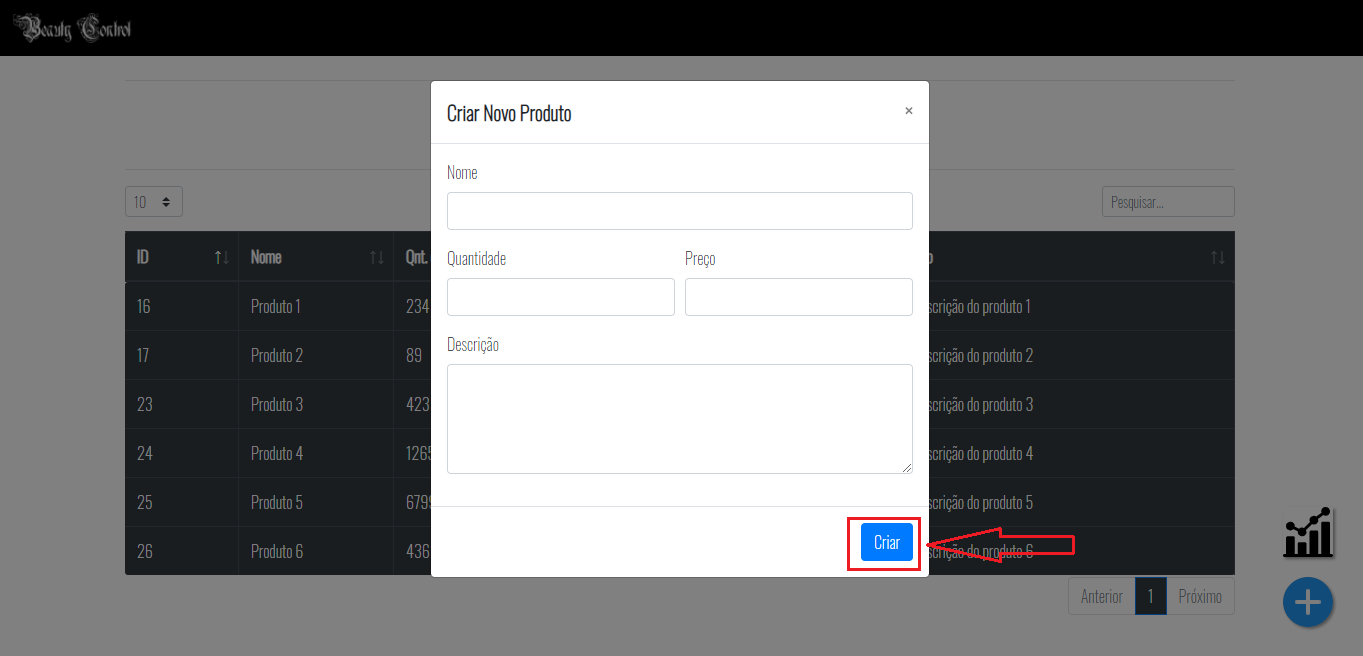 Beauty Control
Criar Novo Produto ×
Nome
10 Pesquisar...
ID Nome Qnt.
Quantidade Preço
16 Produto 1 234 scrição do produto 1
Descrição
17 Produto 2 89 scrição do produto 2
23 Produto 3 423 scrição do produto 3
24 Produto 4 1265 scrição do produto 4
25 Produto 5 6799 scrição do produto 5
26 Produto 6 436 scrição do produto 6
Criar
Anterior 1 Próximo